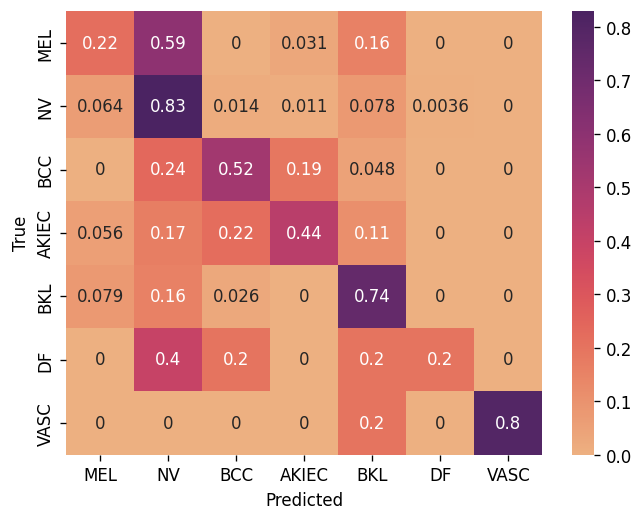 MEL 0.22 0.59 0 0.031 0.16 0 0
NV 0.064 0.83 0.014 0.011 0.078 0.0036 0
BCC 0 0.24 0.52 0.19 0.048 0 0
AKIEC 0.056 0.17 0.22 0.44 0.11 0 0
BKL 0.079 0.16 0.026 0 0.74 0 0
DF 0 0.4 0.2 0 0.2 0.2 0
VASC 0 0 0 0 0.2 0 0.8
True
MEL NV BCC AKIEC BKL DF VASC
Predicted
0.8
0.7
0.6
0.5
0.4
0.3
0.2
0.1
0.0